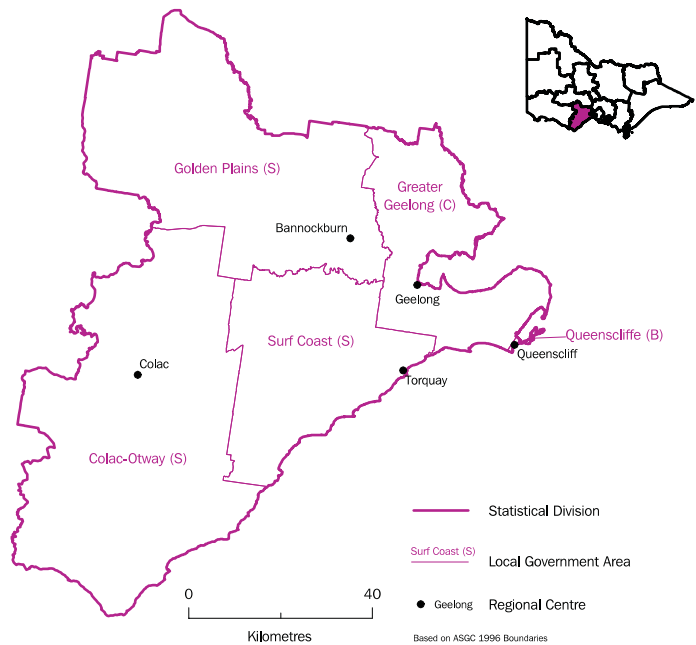 Golden Plains (S)
Greater
Geelong (C)
Bannockburn
Geelong
Surf Coast (S)
Queenscliffe (B)
Queenscliff
Colac
Torquay
Colac-Otway (S)
Statistical Division
Surf Coast (S)
Local Government Area
Geelong
Regional Centre
0
40
Kilometres
Based on ASGC 1996 Boundaries